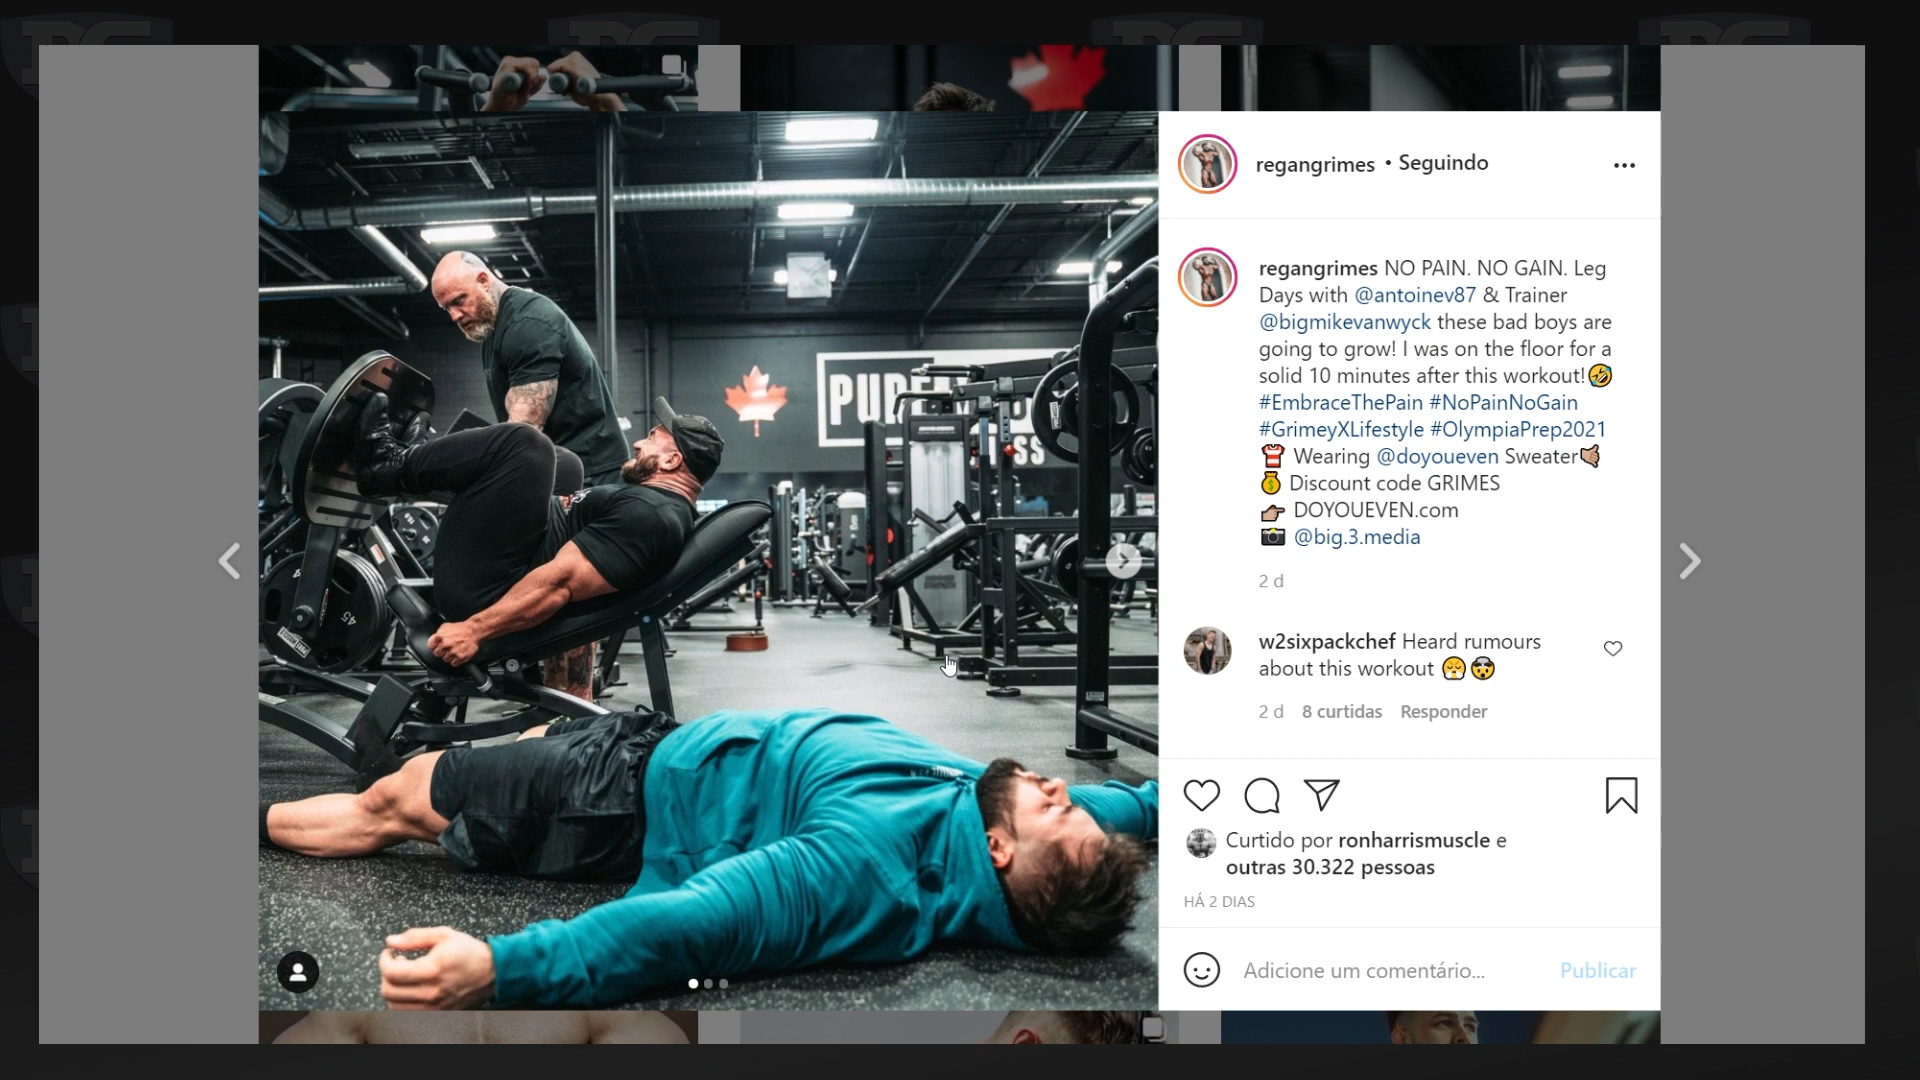 PURE MU
SS
45
regangrimes • Seguindo
regangrimes NO PAIN. NO GAIN. Leg
Days with @antoinev87 & Trainer
@bigmikevanwyck these bad boys are
going to grow! I was on the floor for a
solid 10 minutes after this workout!🤣
#EmbraceThePain #NoPainNoGain
#GrimeyXLifestyle #OlympiaPrep2021
Wearing @doyoueven Sweater
Discount code GRIMES
DOYOUEVEN.com
@big.3.media
2 d
w2sixpackchef Heard rumours
about this workout 😤🤯
2 d 8 curtidas Responder
Curtido por ronharrismuscle e
outras 30.322 pessoas
HÁ 2 DIAS
Adicione um comentário... Publicar